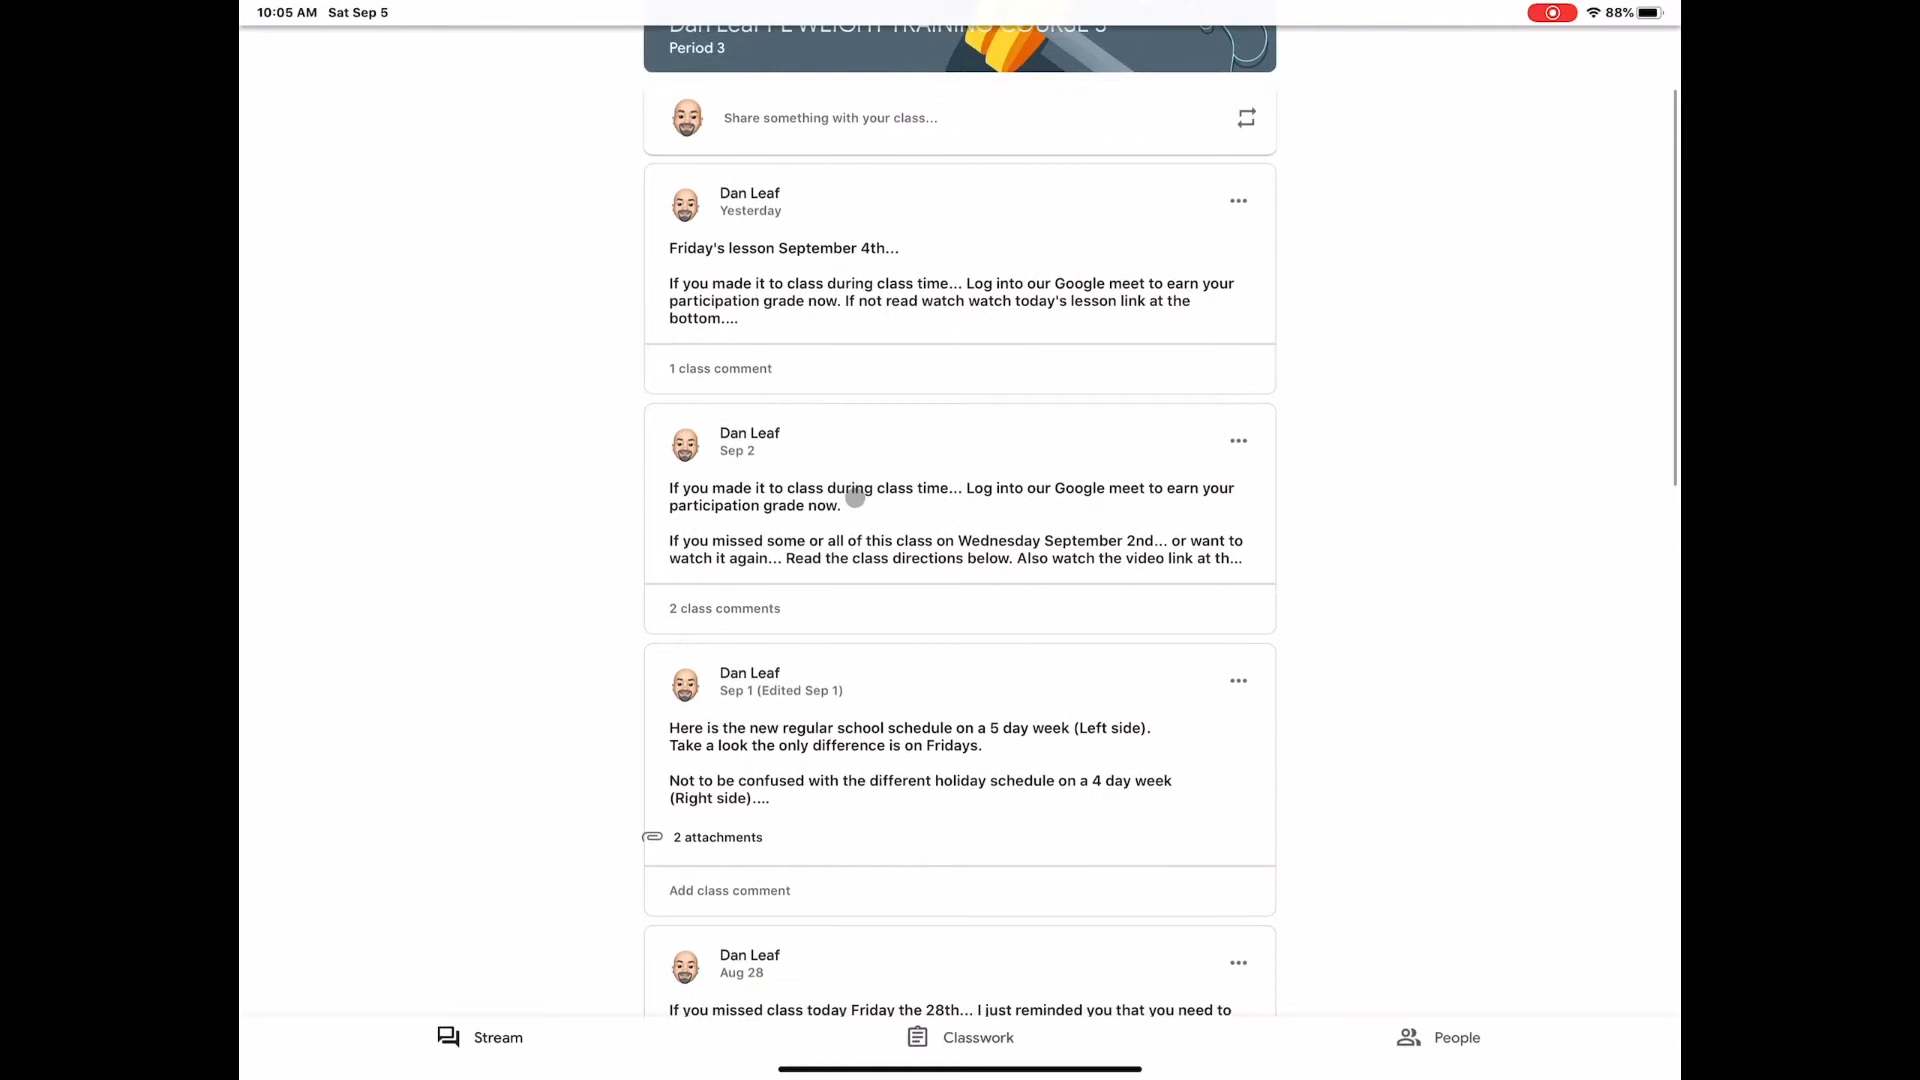 10:05 AM Sat Sep 5
88%
Dan Leaf PE WEIGHT TRAINING COURSE 3
Period 3
Share something with your class...
Dan Leaf
Yesterday
Friday's lesson September 4th...
If you made it to class during class time... Log into our Google meet to earn your
participation grade now. If not read watch watch today's lesson link at the
bottom....
1 class comment
Dan Leaf
Sep 2
If you made it to class during class time... Log into our Google meet to earn your
participation grade now.
If you missed some or all of this class on Wednesday September 2nd... or want to
watch it again... Read the class directions below. Also watch the video link at th...
2 class comments
Dan Leaf
Sep 1 (Edited Sep 1)
Here is the new regular school schedule on a 5 day week (Left side).
Take a look the only difference is on Fridays.
Not to be confused with the different holiday schedule on a 4 day week
(Right side)....
2 attachments
Add class comment
Dan Leaf
Aug 28
If you missed class today Friday the 28th... I just reminded you that you need to
Stream
Classwork
People